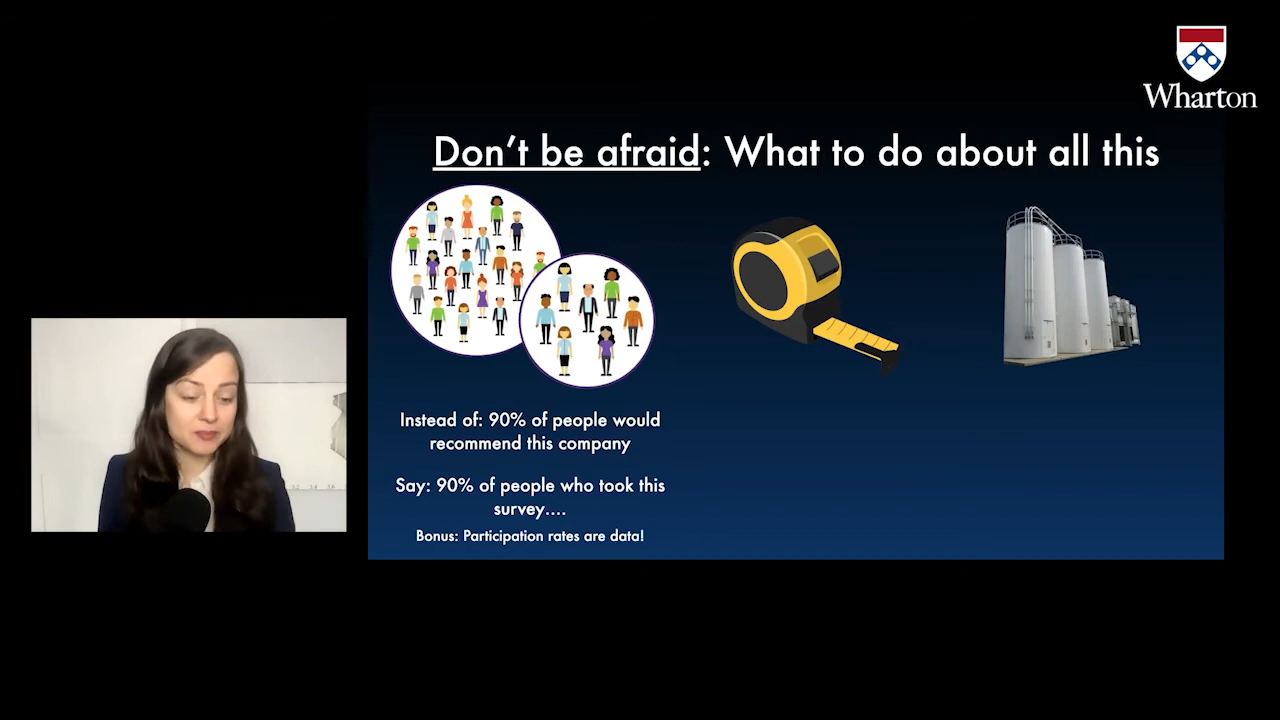 Wharton
Don't be afraid: What to do about all this
Instead of: 90% of people would
recommend this company
Say: 90% of people who took this
survey....
Bonus: Participation rates are data!